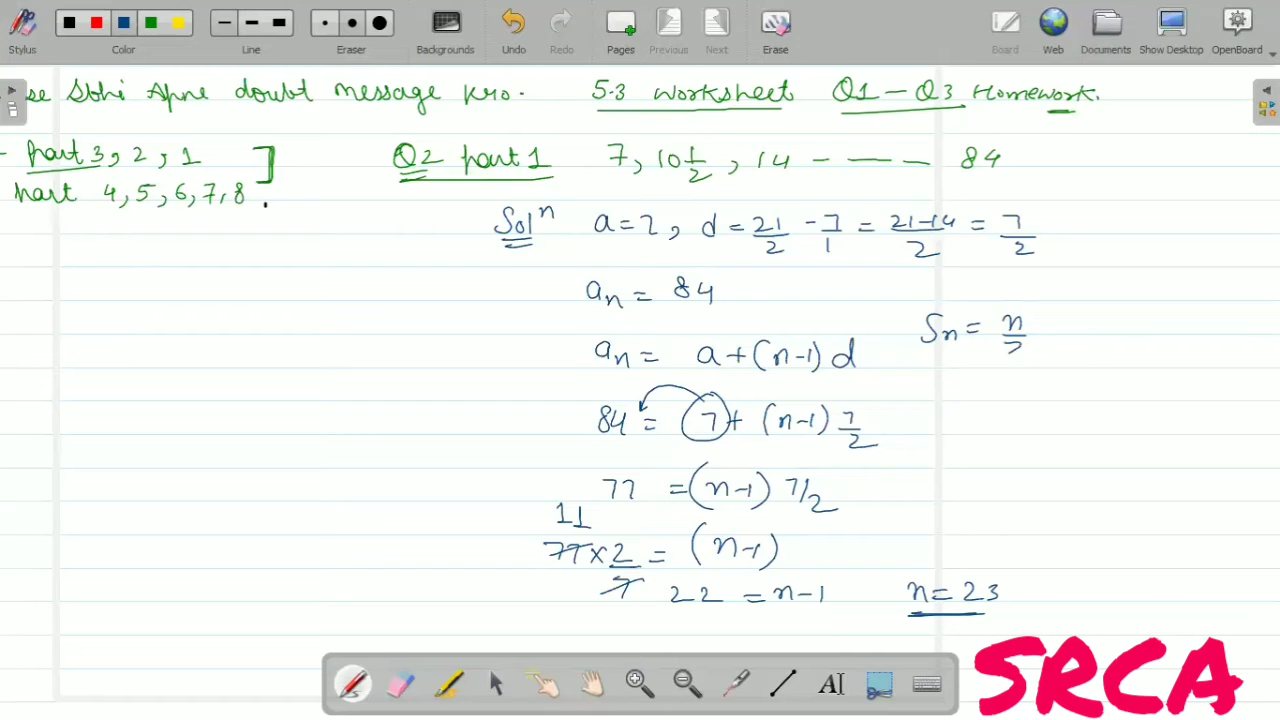 Stylus Color Line Eraser Backgrounds Undo Redo Pages Previous Next Erase Board Web Documents Show Desktop OpenBoard
se Sbhi Apne doubt message kro. 5.3 worksheet Q1 – Q3 Homework.
- part 3, 2, 1 ]
part 4, 5, 6, 7, 8 .
Q2 part 1 7, 10 1/2, 14 – — — – 84
Solⁿ a = 7, d = 21/2 - 7/1 = 21-14/2 = 7/2
aₙ = 84
Sₙ = n/2
aₙ = a + (n-1) d
84 = 7 + (n-1) 7/2
77 = (n-1) 7/2
11
77 × 2/7 = (n-1)
22 = n-1 n = 23
AI
SRCA